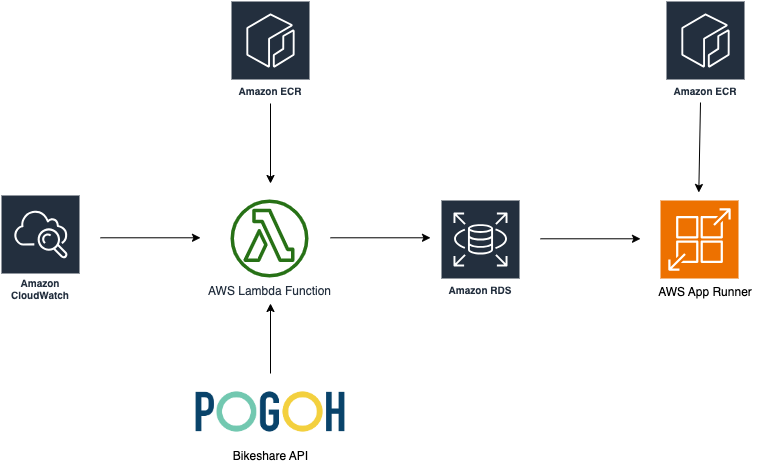 Amazon ECR
Amazon ECR
Amazon
CloudWatch
AWS Lambda Function
Amazon RDS
AWS App Runner
POGOH
Bikeshare API